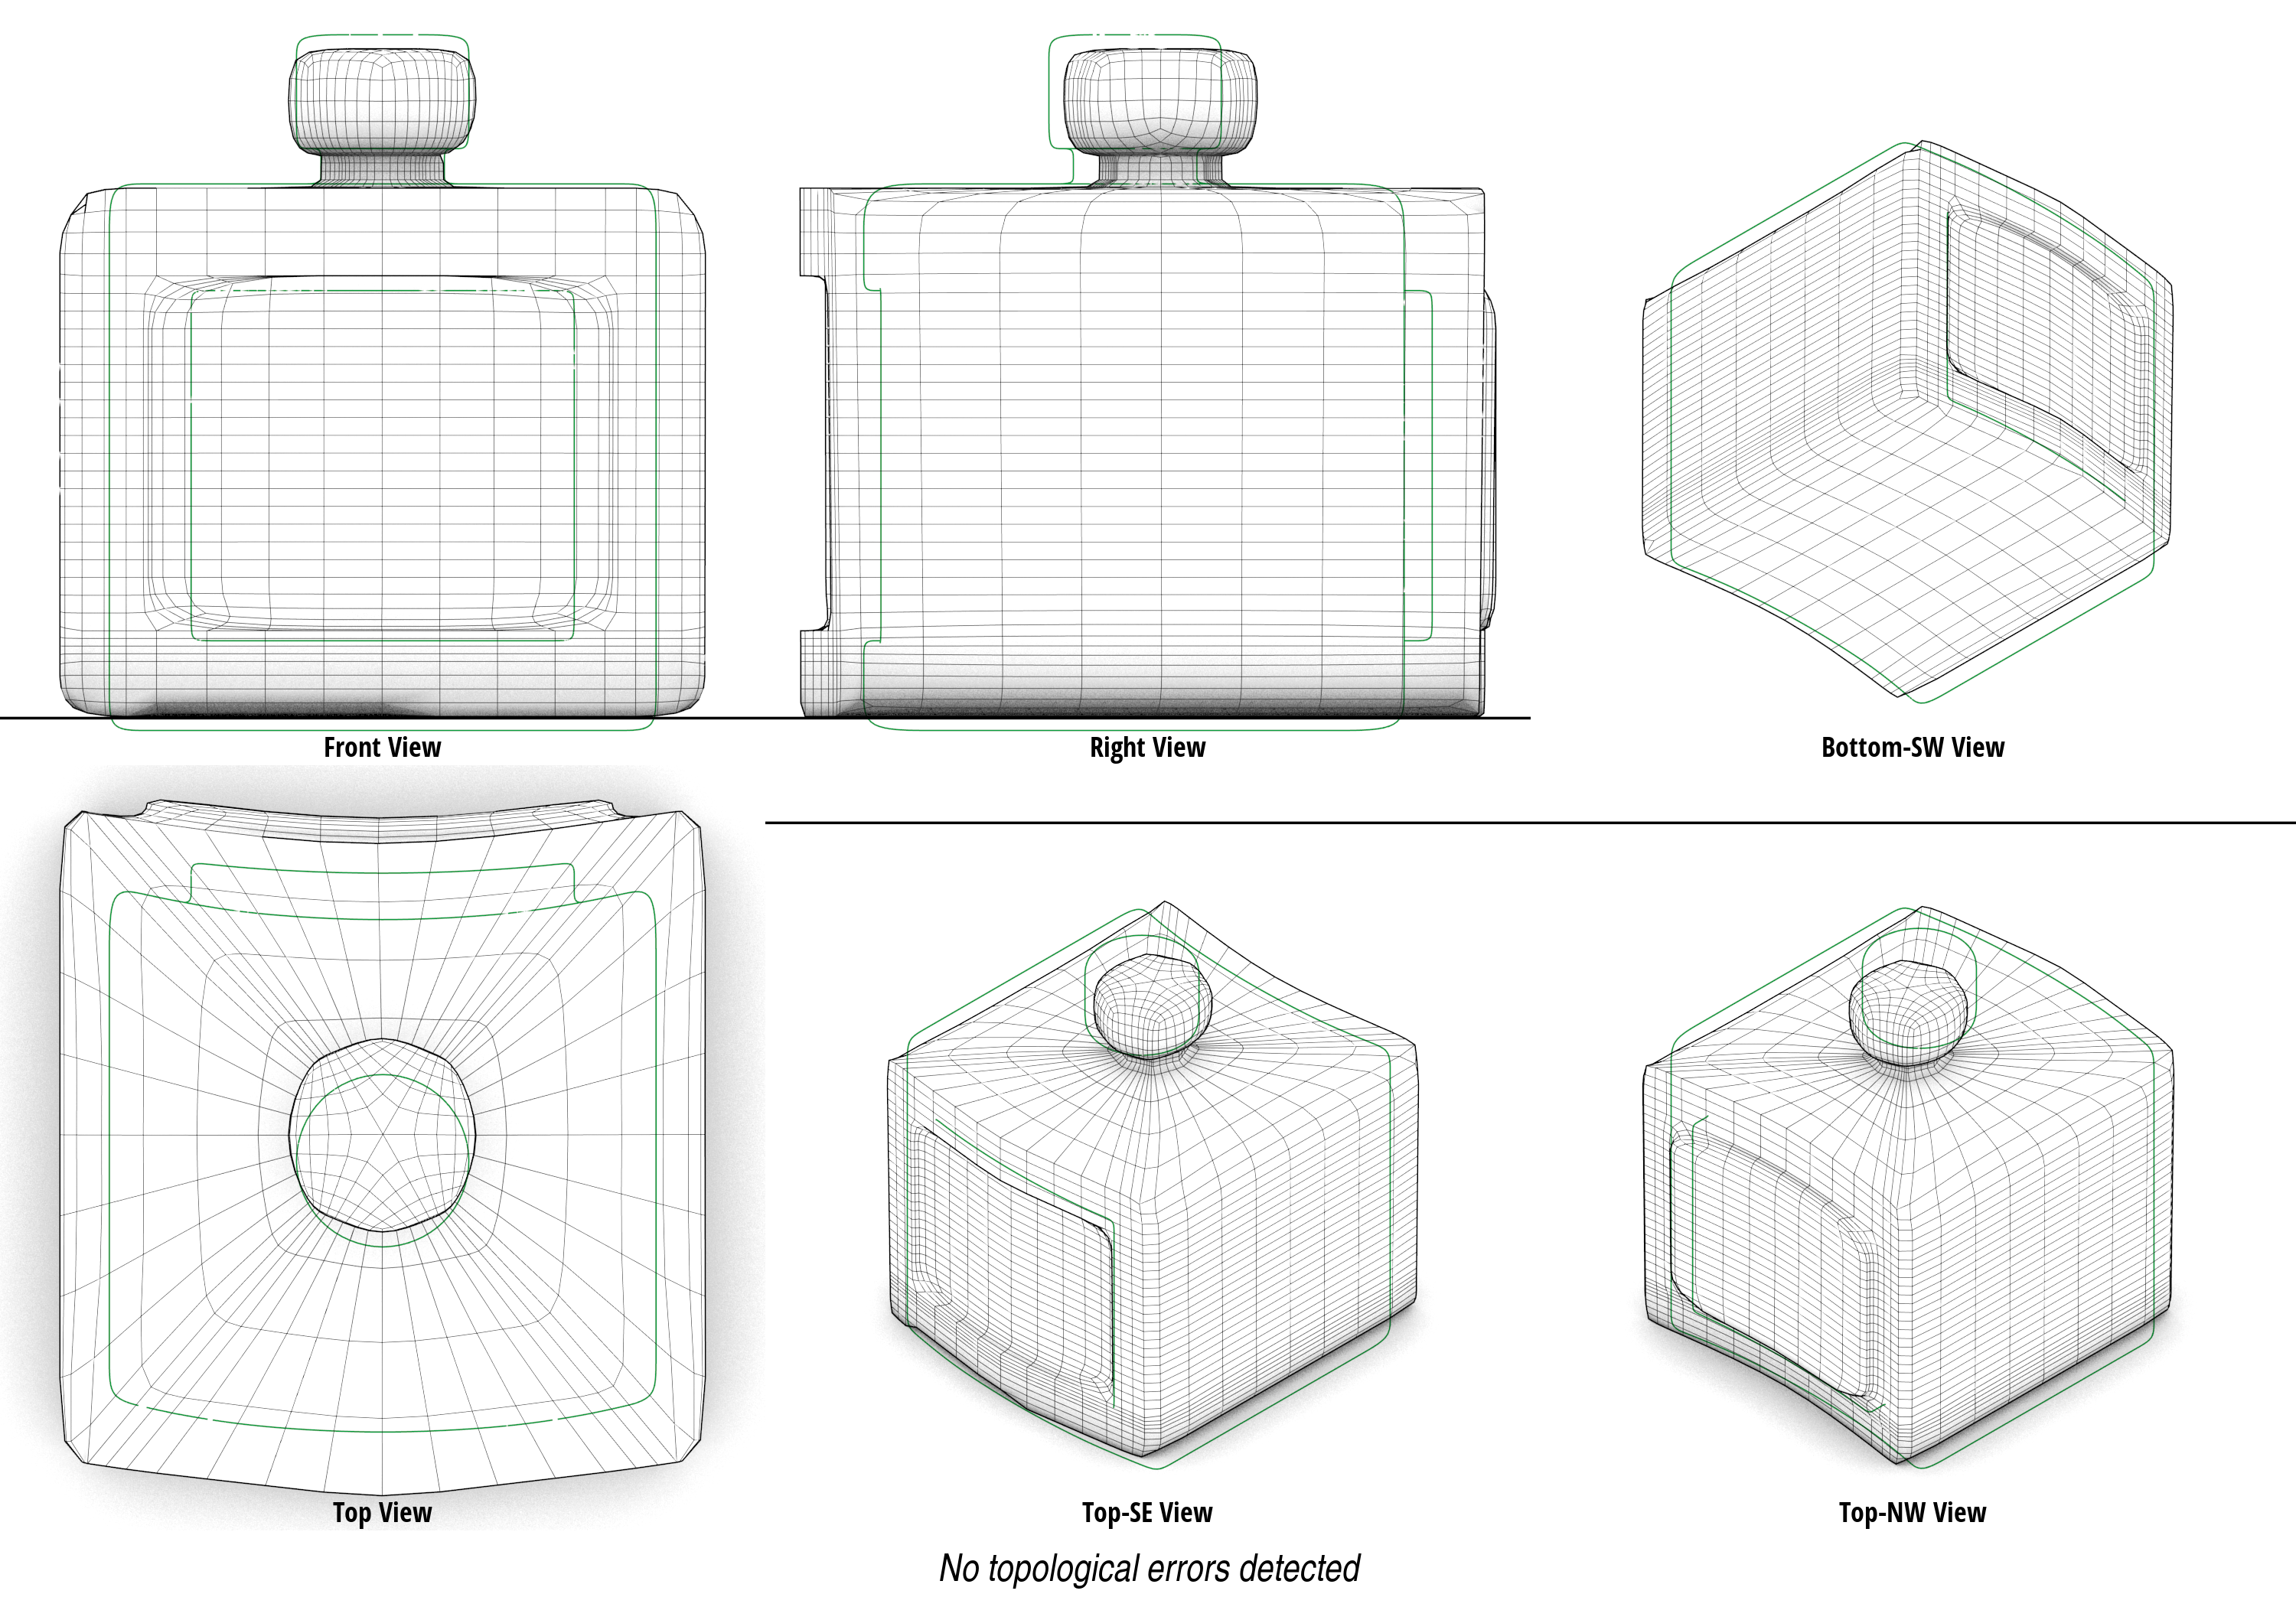 Front View
Right View
Bottom-SW View
Top View
Top-SE View
Top-NW View
No topological errors detected